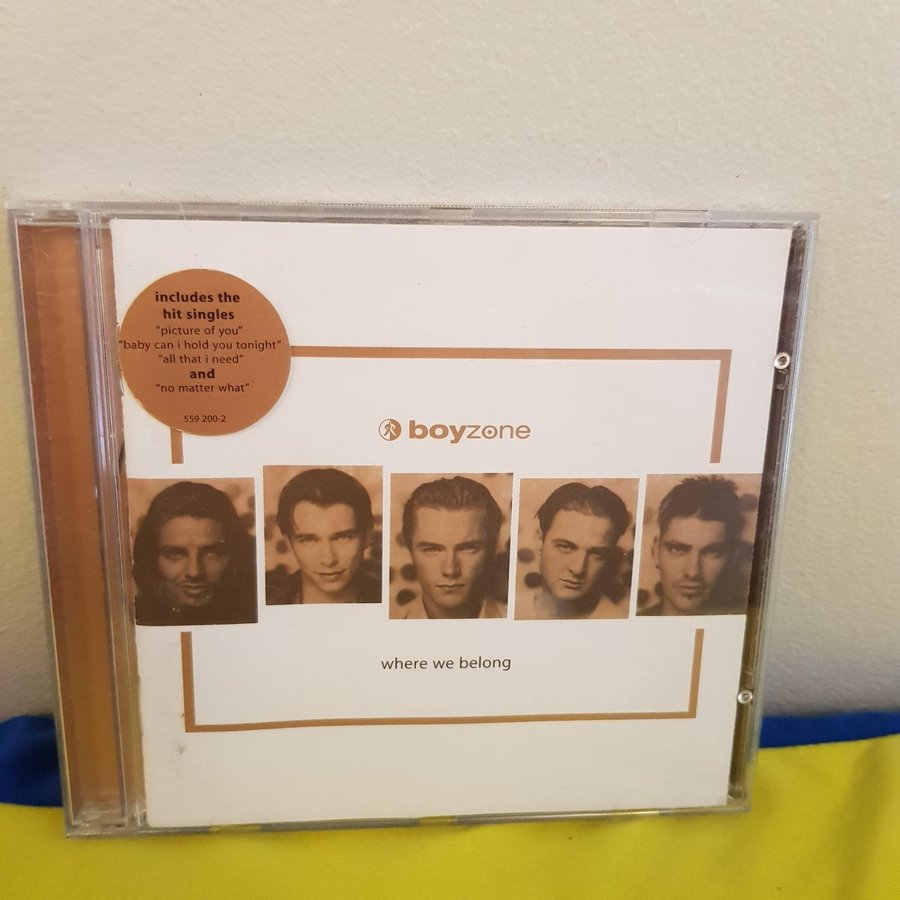 includes the
hit singles
"picture of you"
"baby can i hold you tonight"
"all that i need"
and
"no matter what"
559 200-2
boyzone
where we belong